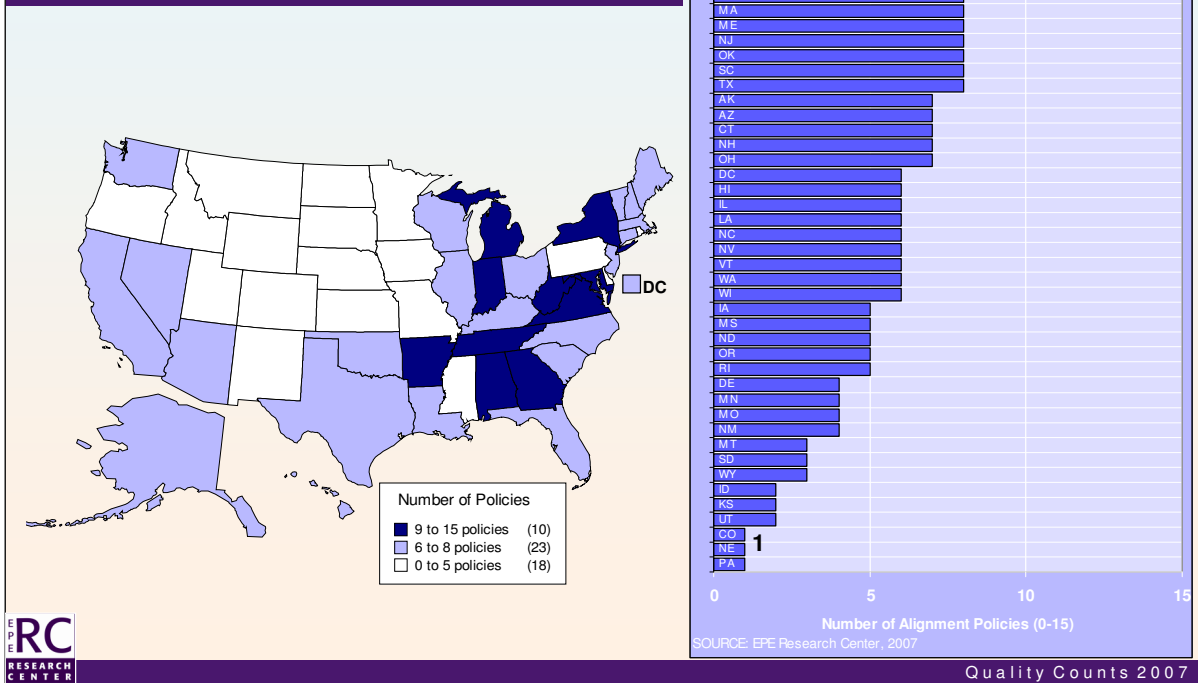 DC
Number of Policies
9 to 15 policies (10)
6 to 8 policies (23)
0 to 5 policies (18)
MA
ME
NJ
OK
SC
TX
AK
AZ
CT
NH
OH
DC
HI
IL
LA
NC
NV
VT
WA
WI
IA
MS
ND
OR
RI
DE
MN
MO
NM
MT
SD
WY
ID
KS
UT
CO
NE
PA
1
0 5 10 15
Number of Alignment Policies (0-15)
SOURCE: EPE Research Center, 2007
EPE RC
RESEARCH
CENTER
Quality Counts 2007